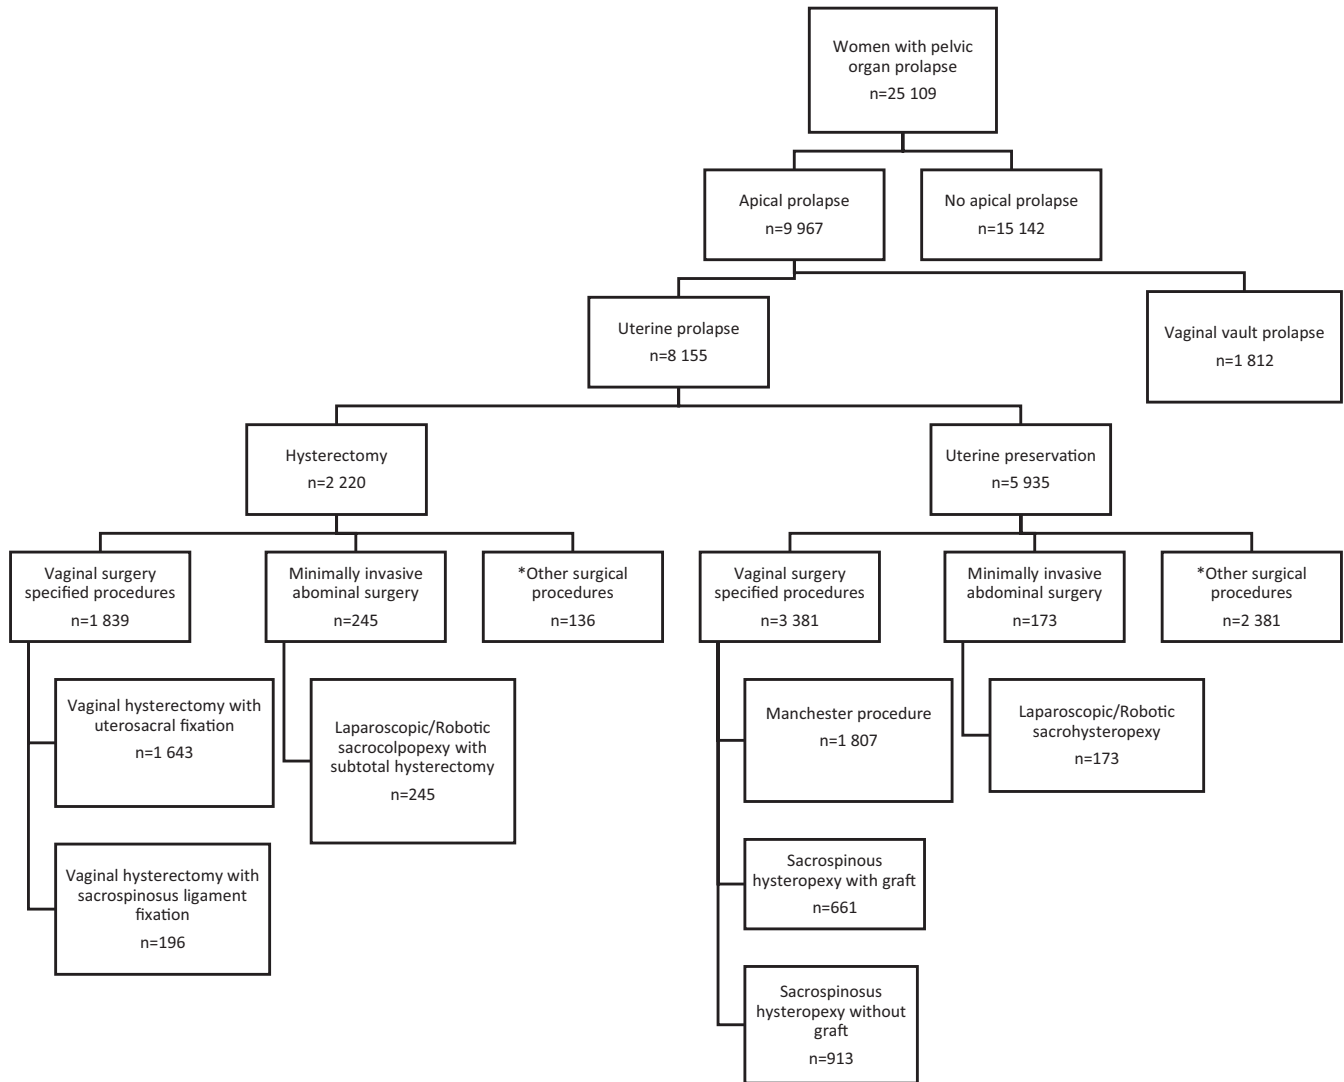 Women with pelvic
organ prolapse
n=25 109
Apical prolapse
n=9 967
No apical prolapse
n=15 142
Uterine prolapse
n=8 155
Vaginal vault prolapse
n=1 812
Hysterectomy
n=2 220
Uterine preservation
n=5 935
Vaginal surgery
specified procedures
n=1 839
Minimally invasive
abominal surgery
n=245
*Other surgical
procedures
n=136
Vaginal surgery
specified procedures
n=3 381
Minimally invasive
abdominal surgery
n=173
*Other surgical
procedures
n=2 381
Vaginal hysterectomy with
uterosacral fixation
n=1 643
Laparoscopic/Robotic
sacrocolpopexy with
subtotal hysterectomy
n=245
Manchester procedure
n=1 807
Laparoscopic/Robotic
sacrohysteropexy
n=173
Vaginal hysterectomy with
sacrospinosus ligament
fixation
n=196
Sacrospinous
hysteropexy with graft
n=661
Sacrospinosus
hysteropexy without
graft
n=913